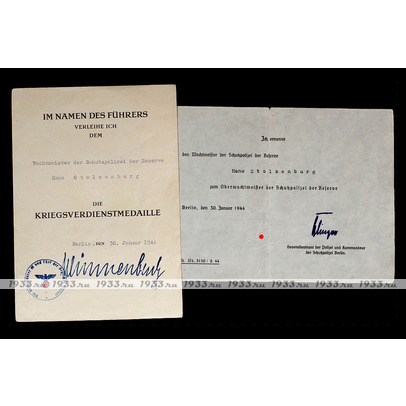 IM NAMEN DES FÜHRERS
VERLEIHE ICH
DEM
Wachtmeister der Schutzpolizei der Reserve
Hans Stolzenburg
DIE
KRIEGSVERDIENSTMEDAILLE
Berlin, DEN 30. Januar 1944
Ich ernenne
den Wachtmeister der Schutzpolizei der Reserve
Hans Stolzenburg
zum Oberwachtmeister der Schutzpolizei der Reserve
Berlin, den 30. Januar 1944
Generalleutnant der Polizei und Kommandeur
der Schutzpolizei Berlin.
1933.ru 1933.ru 1933.ru 1933.ru 1933.ru 1933.ru 1933.ru 1933.ru